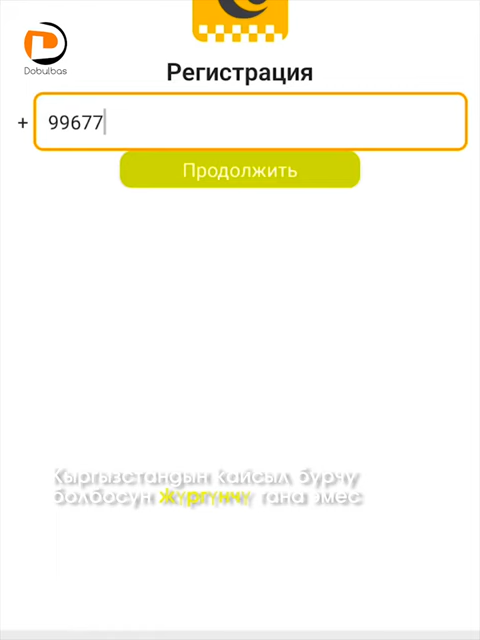 Dobulbas
Регистрация
+ 99677
Продолжить
Кыргызстандын кайсыл бурчу
болбосун жүргүнчү гана эмес